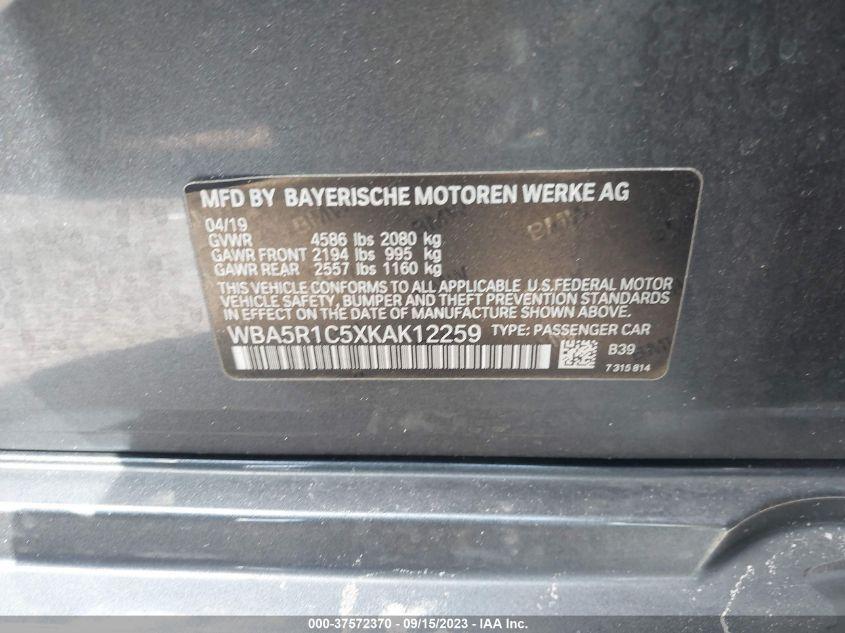 MFD BY BAYERISCHE MOTOREN WERKE AG
04/19
GVWR 4586 lbs 2080 kg
GAWR FRONT 2194 lbs 995 kg
GAWR REAR 2557 lbs 1160 kg
THIS VEHICLE CONFORMS TO ALL APPLICABLE U.S.FEDERAL MOTOR
VEHICLE SAFETY, BUMPER AND THEFT PREVENTION STANDARDS
IN EFFECT ON THE DATE OF MANUFACTURE SHOWN ABOVE.
WBA5R1C5XKAK12259 TYPE: PASSENGER CAR
B39
7 315 814
000-37572370 - 09/15/2023 - IAA Inc.